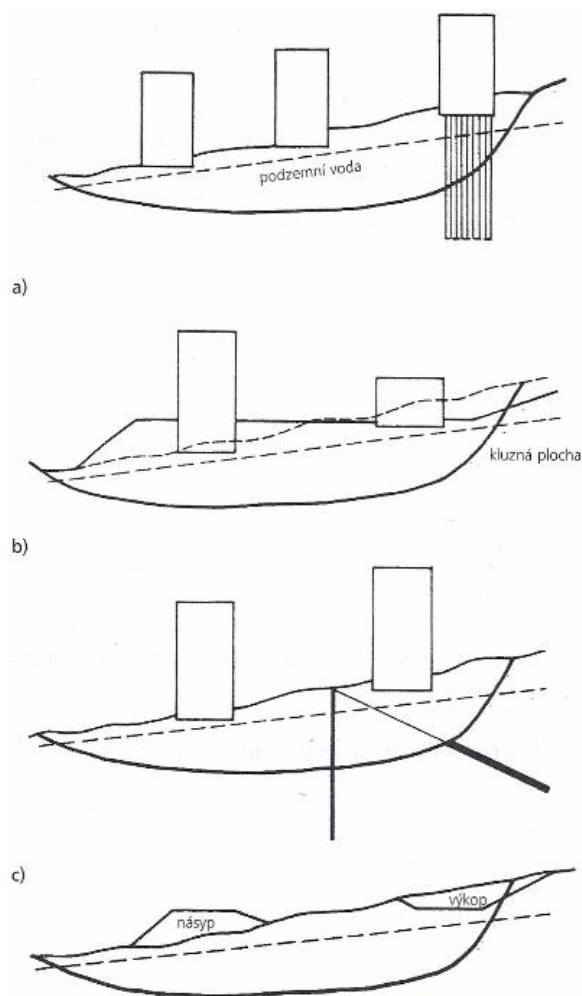 podzemní voda
a)
kluzná plocha
b)
c)
násyp
výkop